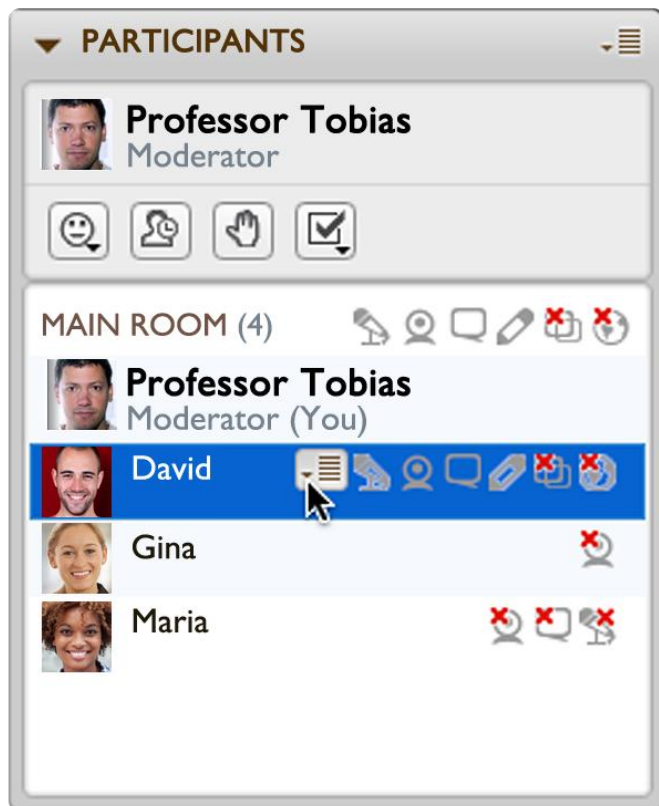 PARTICIPANTS
Professor Tobias
Moderator
MAIN ROOM (4)
Professor Tobias
Moderator (You)
David
Gina
Maria